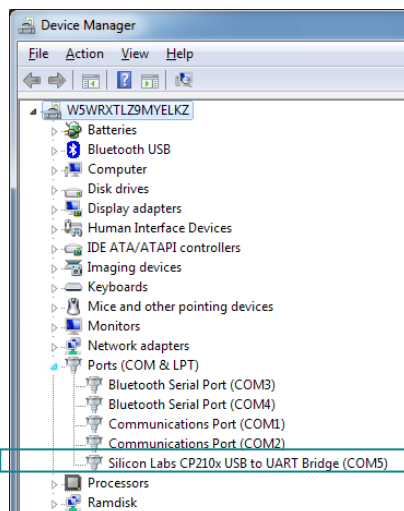 Device Manager
File Action View Help
W5WRXTLZ9MYELKZ
Batteries
Bluetooth USB
Computer
Disk drives
Display adapters
Human Interface Devices
IDE ATA/ATAPI controllers
Imaging devices
Keyboards
Mice and other pointing devices
Monitors
Network adapters
Ports (COM & LPT)
Bluetooth Serial Port (COM3)
Bluetooth Serial Port (COM4)
Communications Port (COM1)
Communications Port (COM2)
Silicon Labs CP210x USB to UART Bridge (COM5)
Processors
Ramdisk